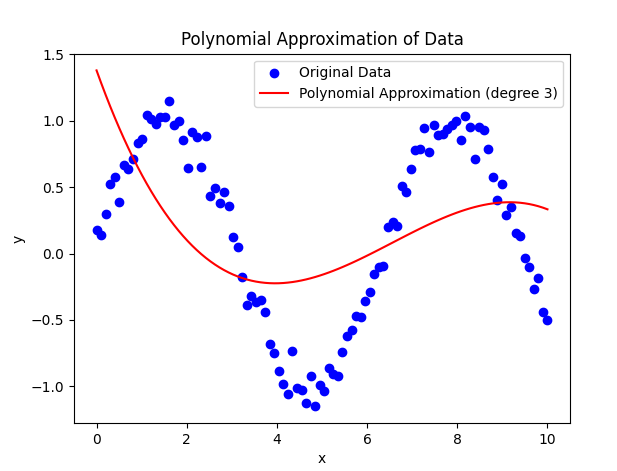 Polynomial Approximation of Data
Original Data
Polynomial Approximation (degree 3)
1.5
1.0
0.5
0.0
−0.5
−1.0
y
0 2 4 6 8 10
x